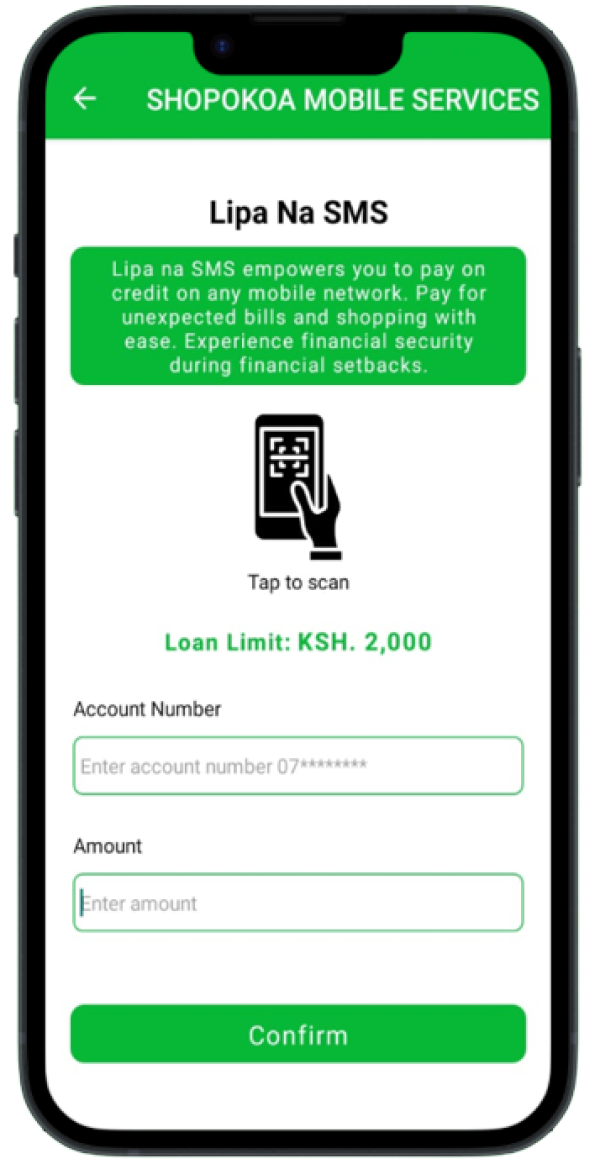 SHOPOKOA MOBILE SERVICES
Lipa Na SMS
Lipa na SMS empowers you to pay on
credit on any mobile network. Pay for
unexpected bills and shopping with
ease. Experience financial security
during financial setbacks.
Tap to scan
Loan Limit: KSH. 2,000
Account Number
Enter account number 07********
Amount
Enter amount
Confirm